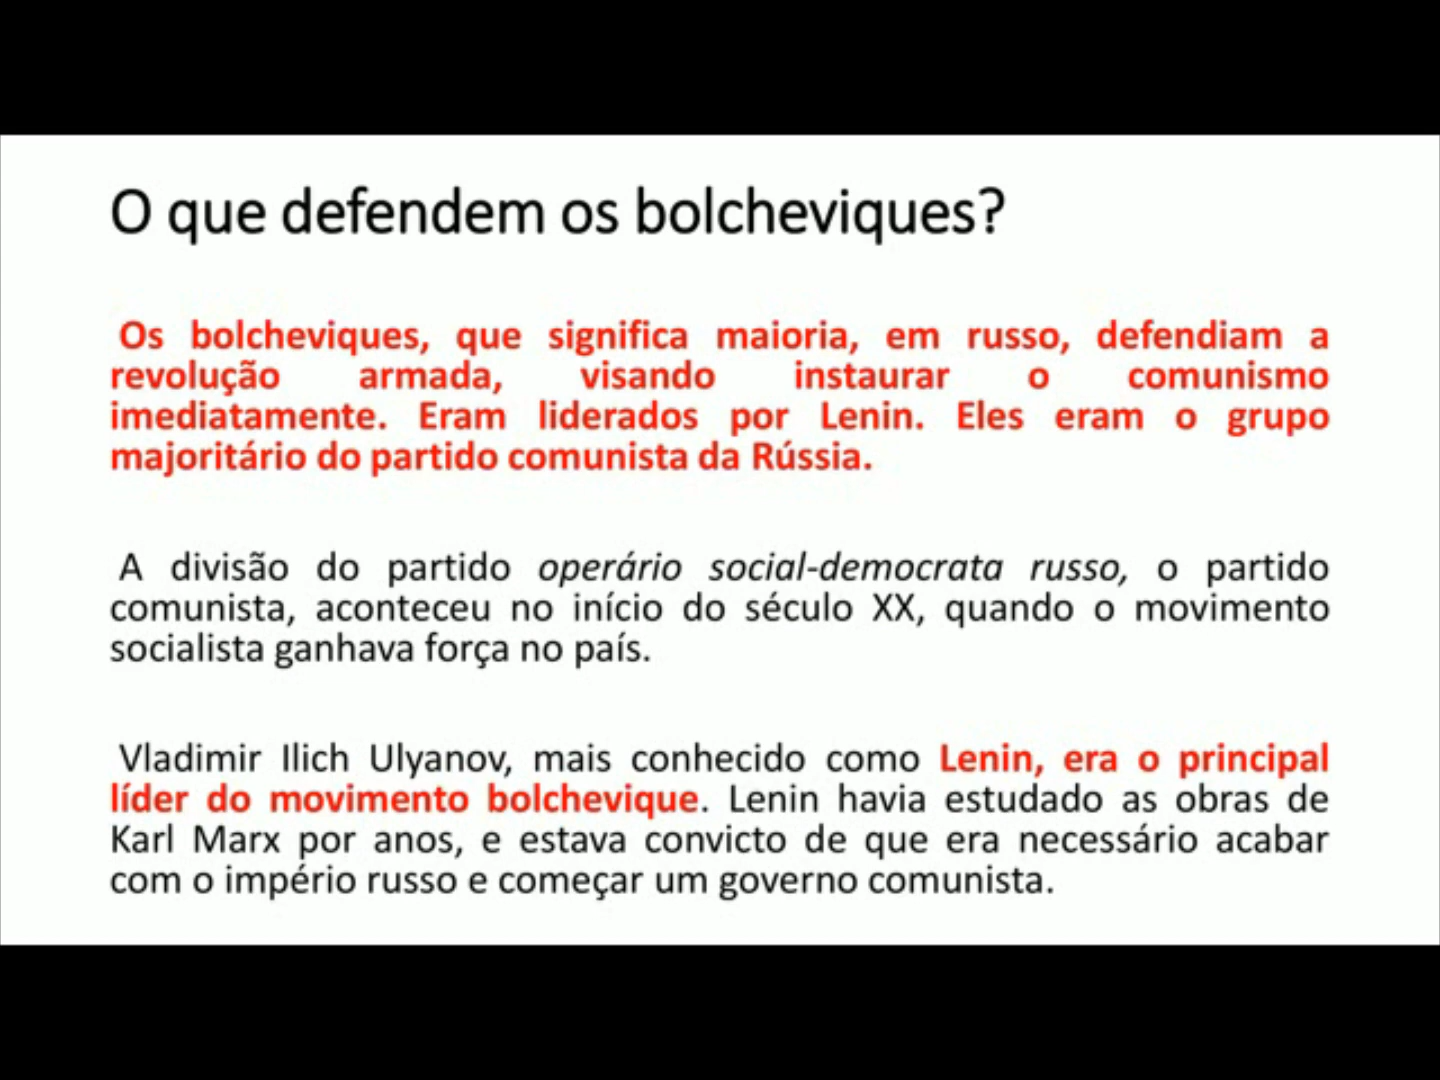 O que defendem os bolcheviques?
Os bolcheviques, que significa maioria, em russo, defendiam a
revolução armada, visando instaurar o comunismo
imediatamente. Eram liderados por Lenin. Eles eram o grupo
majoritário do partido comunista da Rússia.
A divisão do partido operário social-democrata russo, o partido
comunista, aconteceu no início do século XX, quando o movimento
socialista ganhava força no país.
Vladimir Ilich Ulyanov, mais conhecido como Lenin, era o principal
líder do movimento bolchevique. Lenin havia estudado as obras de
Karl Marx por anos, e estava convicto de que era necessário acabar
com o império russo e começar um governo comunista.